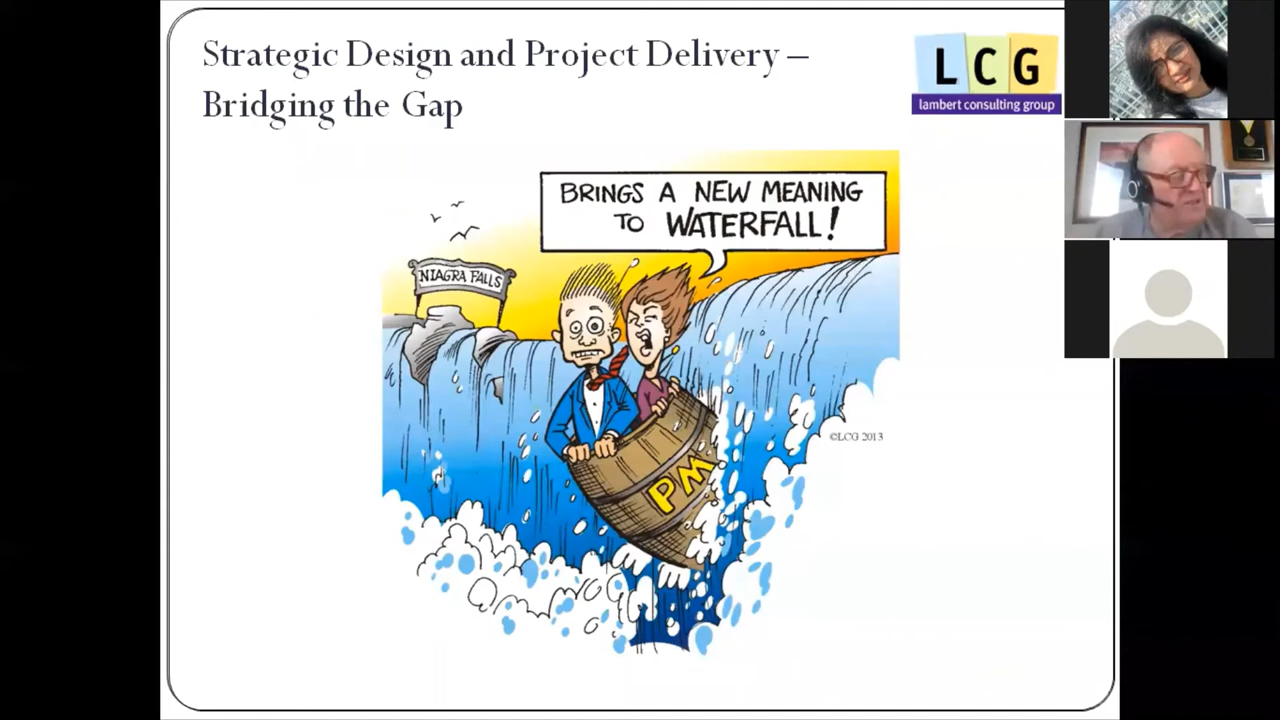 Strategic Design and Project Delivery –
Bridging the Gap
L C G
lambert consulting group
BRINGS A NEW MEANING
TO WATERFALL!
NIAGRA FALLS
©LCG 2013
PM